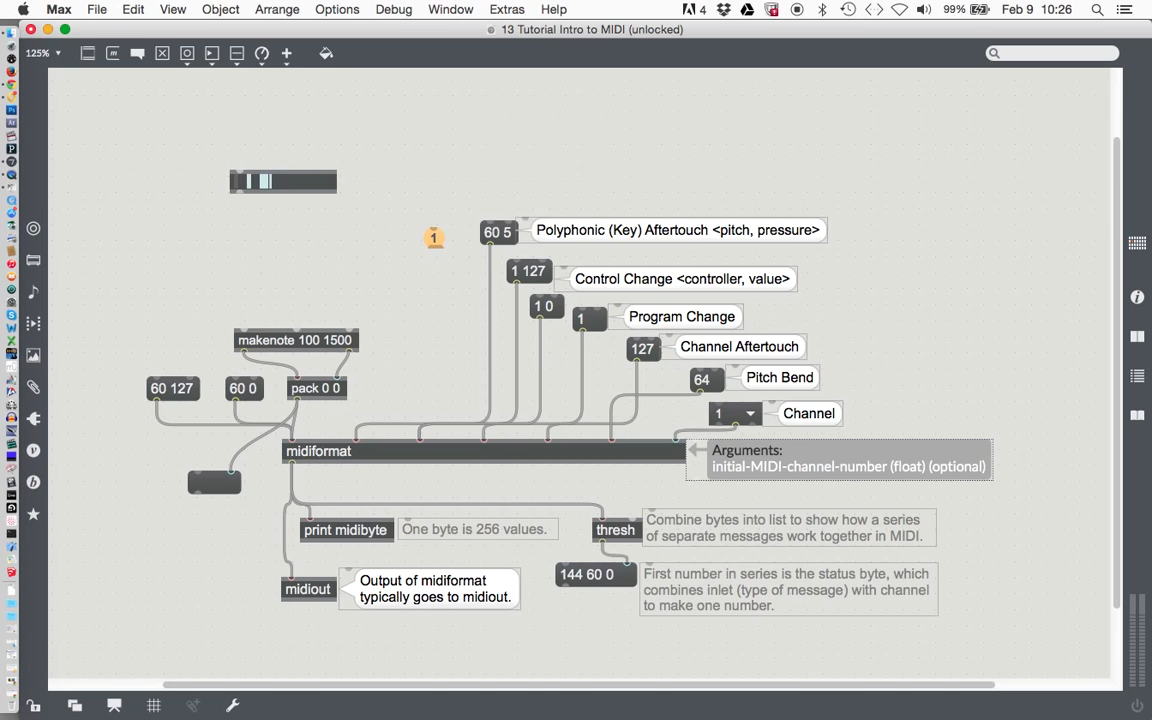 Max File Edit View Object Arrange Options Debug Window Extras Help
4
99%
Feb 9 10:26
13 Tutorial Intro to MIDI (unlocked)
125%
1
60 5
Polyphonic (Key) Aftertouch <pitch, pressure>
1 127
Control Change <controller, value>
1 0
1
Program Change
makenote 100 1500
127
Channel Aftertouch
60 127
60 0
pack 0 0
64
Pitch Bend
1
Channel
midiformat
Arguments:
initial-MIDI-channel-number (float) (optional)
print midibyte
One byte is 256 values.
thresh
Combine bytes into list to show how a series
of separate messages work together in MIDI.
144 60 0
First number in series is the status byte, which
combines inlet (type of message) with channel
to make one number.
midiout
Output of midiformat
typically goes to midiout.